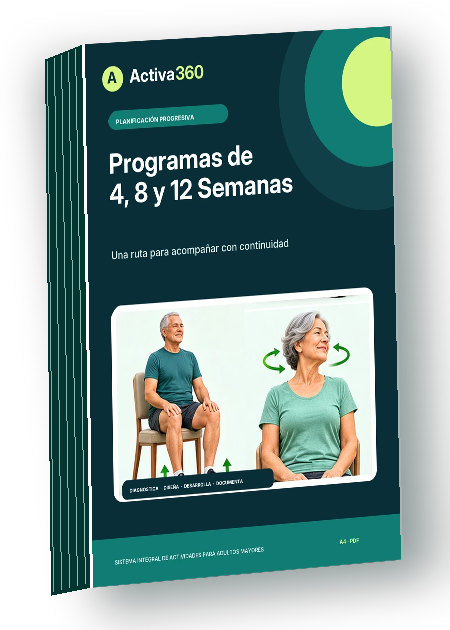 A Activa360
PLANIFICACIÓN PROGRESIVA
Programas de
4, 8 y 12 Semanas
Una ruta para acompañar con continuidad
DIAGNOSTICA · DISEÑA · DESARROLLA · DOCUMENTA
SISTEMA INTEGRAL DE ACTIVIDADES PARA ADULTOS MAYORES
A4 · PDF